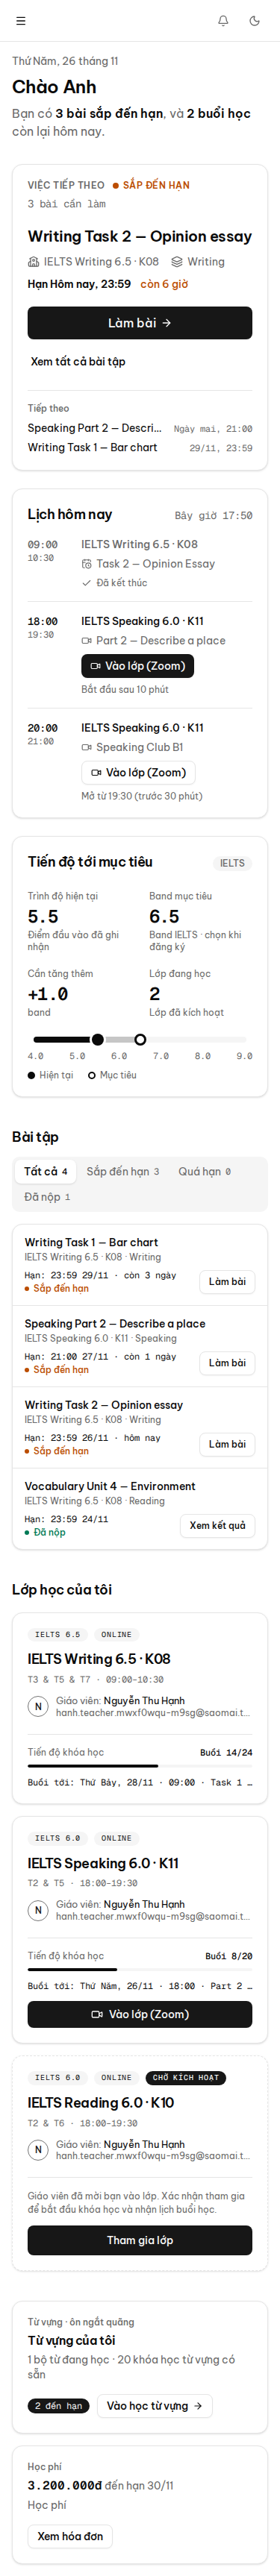 Thứ Năm, 26 tháng 11
Chào Anh
Bạn có 3 bài sắp đến hạn, và 2 buổi học
còn lại hôm nay.
VIỆC TIẾP THEO SẮP ĐẾN HẠN
3 bài cần làm
Writing Task 2 — Opinion essay
IELTS Writing 6.5 · K08 Writing
Hạn Hôm nay, 23:59 còn 6 giờ
Làm bài →
Xem tất cả bài tập
Tiếp theo
Speaking Part 2 — Descri... Ngày mai, 21:00
Writing Task 1 — Bar chart 29/11, 23:59
Lịch hôm nay Bây giờ 17:50
09:00 IELTS Writing 6.5 · K08
10:30 Task 2 — Opinion Essay
Đã kết thúc
18:00 IELTS Speaking 6.0 · K11
19:30 Part 2 — Describe a place
Vào lớp (Zoom)
Bắt đầu sau 10 phút
20:00 IELTS Speaking 6.0 · K11
21:00 Speaking Club B1
Vào lớp (Zoom)
Mở từ 19:30 (trước 30 phút)
Tiến độ tới mục tiêu IELTS
Trình độ hiện tại Band mục tiêu
5.5 6.5
Điểm đầu vào đã ghi nhận Band IELTS · chọn khi đăng ký
Cần tăng thêm Lớp đang học
+1.0 2
band Lớp đã kích hoạt
4.0 5.0 6.0 7.0 8.0 9.0
Hiện tại Mục tiêu
Bài tập
Tất cả 4 Sắp đến hạn 3 Quá hạn 0
Đã nộp 1
Writing Task 1 — Bar chart
IELTS Writing 6.5 · K08 · Writing
Hạn: 23:59 29/11 · còn 3 ngày
Sắp đến hạn Làm bài
Speaking Part 2 — Describe a place
IELTS Speaking 6.0 · K11 · Speaking
Hạn: 21:00 27/11 · còn 1 ngày
Sắp đến hạn Làm bài
Writing Task 2 — Opinion essay
IELTS Writing 6.5 · K08 · Writing
Hạn: 23:59 26/11 · hôm nay
Sắp đến hạn Làm bài
Vocabulary Unit 4 — Environment
IELTS Writing 6.5 · K08 · Reading
Hạn: 23:59 24/11
Đã nộp Xem kết quả
Lớp học của tôi
IELTS 6.5 ONLINE
IELTS Writing 6.5 · K08
T3 & T5 & T7 · 09:00–10:30
N Giáo viên: Nguyễn Thu Hạnh
hanh.teacher.mwxf0wqu-m9sg@saomai.t...
Tiến độ khóa học Buổi 14/24
Buổi tới: Thứ Bảy, 28/11 · 09:00 · Task 1 …
IELTS 6.0 ONLINE
IELTS Speaking 6.0 · K11
T2 & T5 · 18:00–19:30
N Giáo viên: Nguyễn Thu Hạnh
hanh.teacher.mwxf0wqu-m9sg@saomai.t...
Tiến độ khóa học Buổi 8/20
Buổi tới: Thứ Năm, 26/11 · 18:00 · Part 2 …
Vào lớp (Zoom)
IELTS 6.0 ONLINE CHỜ KÍCH HOẠT
IELTS Reading 6.0 · K10
T2 & T6 · 18:00–19:30
N Giáo viên: Nguyễn Thu Hạnh
hanh.teacher.mwxf0wqu-m9sg@saomai.t...
Giáo viên đã mời bạn vào lớp. Xác nhận tham gia
để bắt đầu khóa học và nhận lịch buổi học.
Tham gia lớp
Từ vựng · ôn ngắt quãng
Từ vựng của tôi
1 bộ từ đang học · 20 khóa học từ vựng có
sẵn
2 đến hạn Vào học từ vựng →
Học phí
3.200.000đ đến hạn 30/11
Học phí
Xem hóa đơn